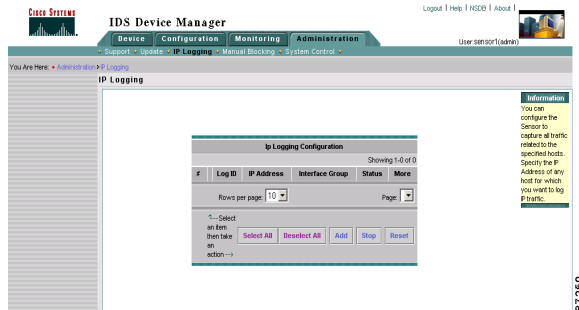 CISCO SYSTEMS
IDS Device Manager
Logout | Help | NSDB | About |
Device Configuration Monitoring Administration
User:sensor1(admin)
Support Update IP Logging Manual Blocking System Control
You Are Here: Administration > IP Logging
IP Logging
Information
You can
configure the
Sensor to
capture all traffic
related to the
specified hosts.
Specify the IP
Address of any
host for which
you want to log
IP traffic.
Ip Logging Configuration
Showing 1-0 of 0
# Log ID IP Address Interface Group Status More
Rows per page: 10 Page:
Select
an item
then take
an
action -->
Select All Deselect All Add Stop Reset
87269